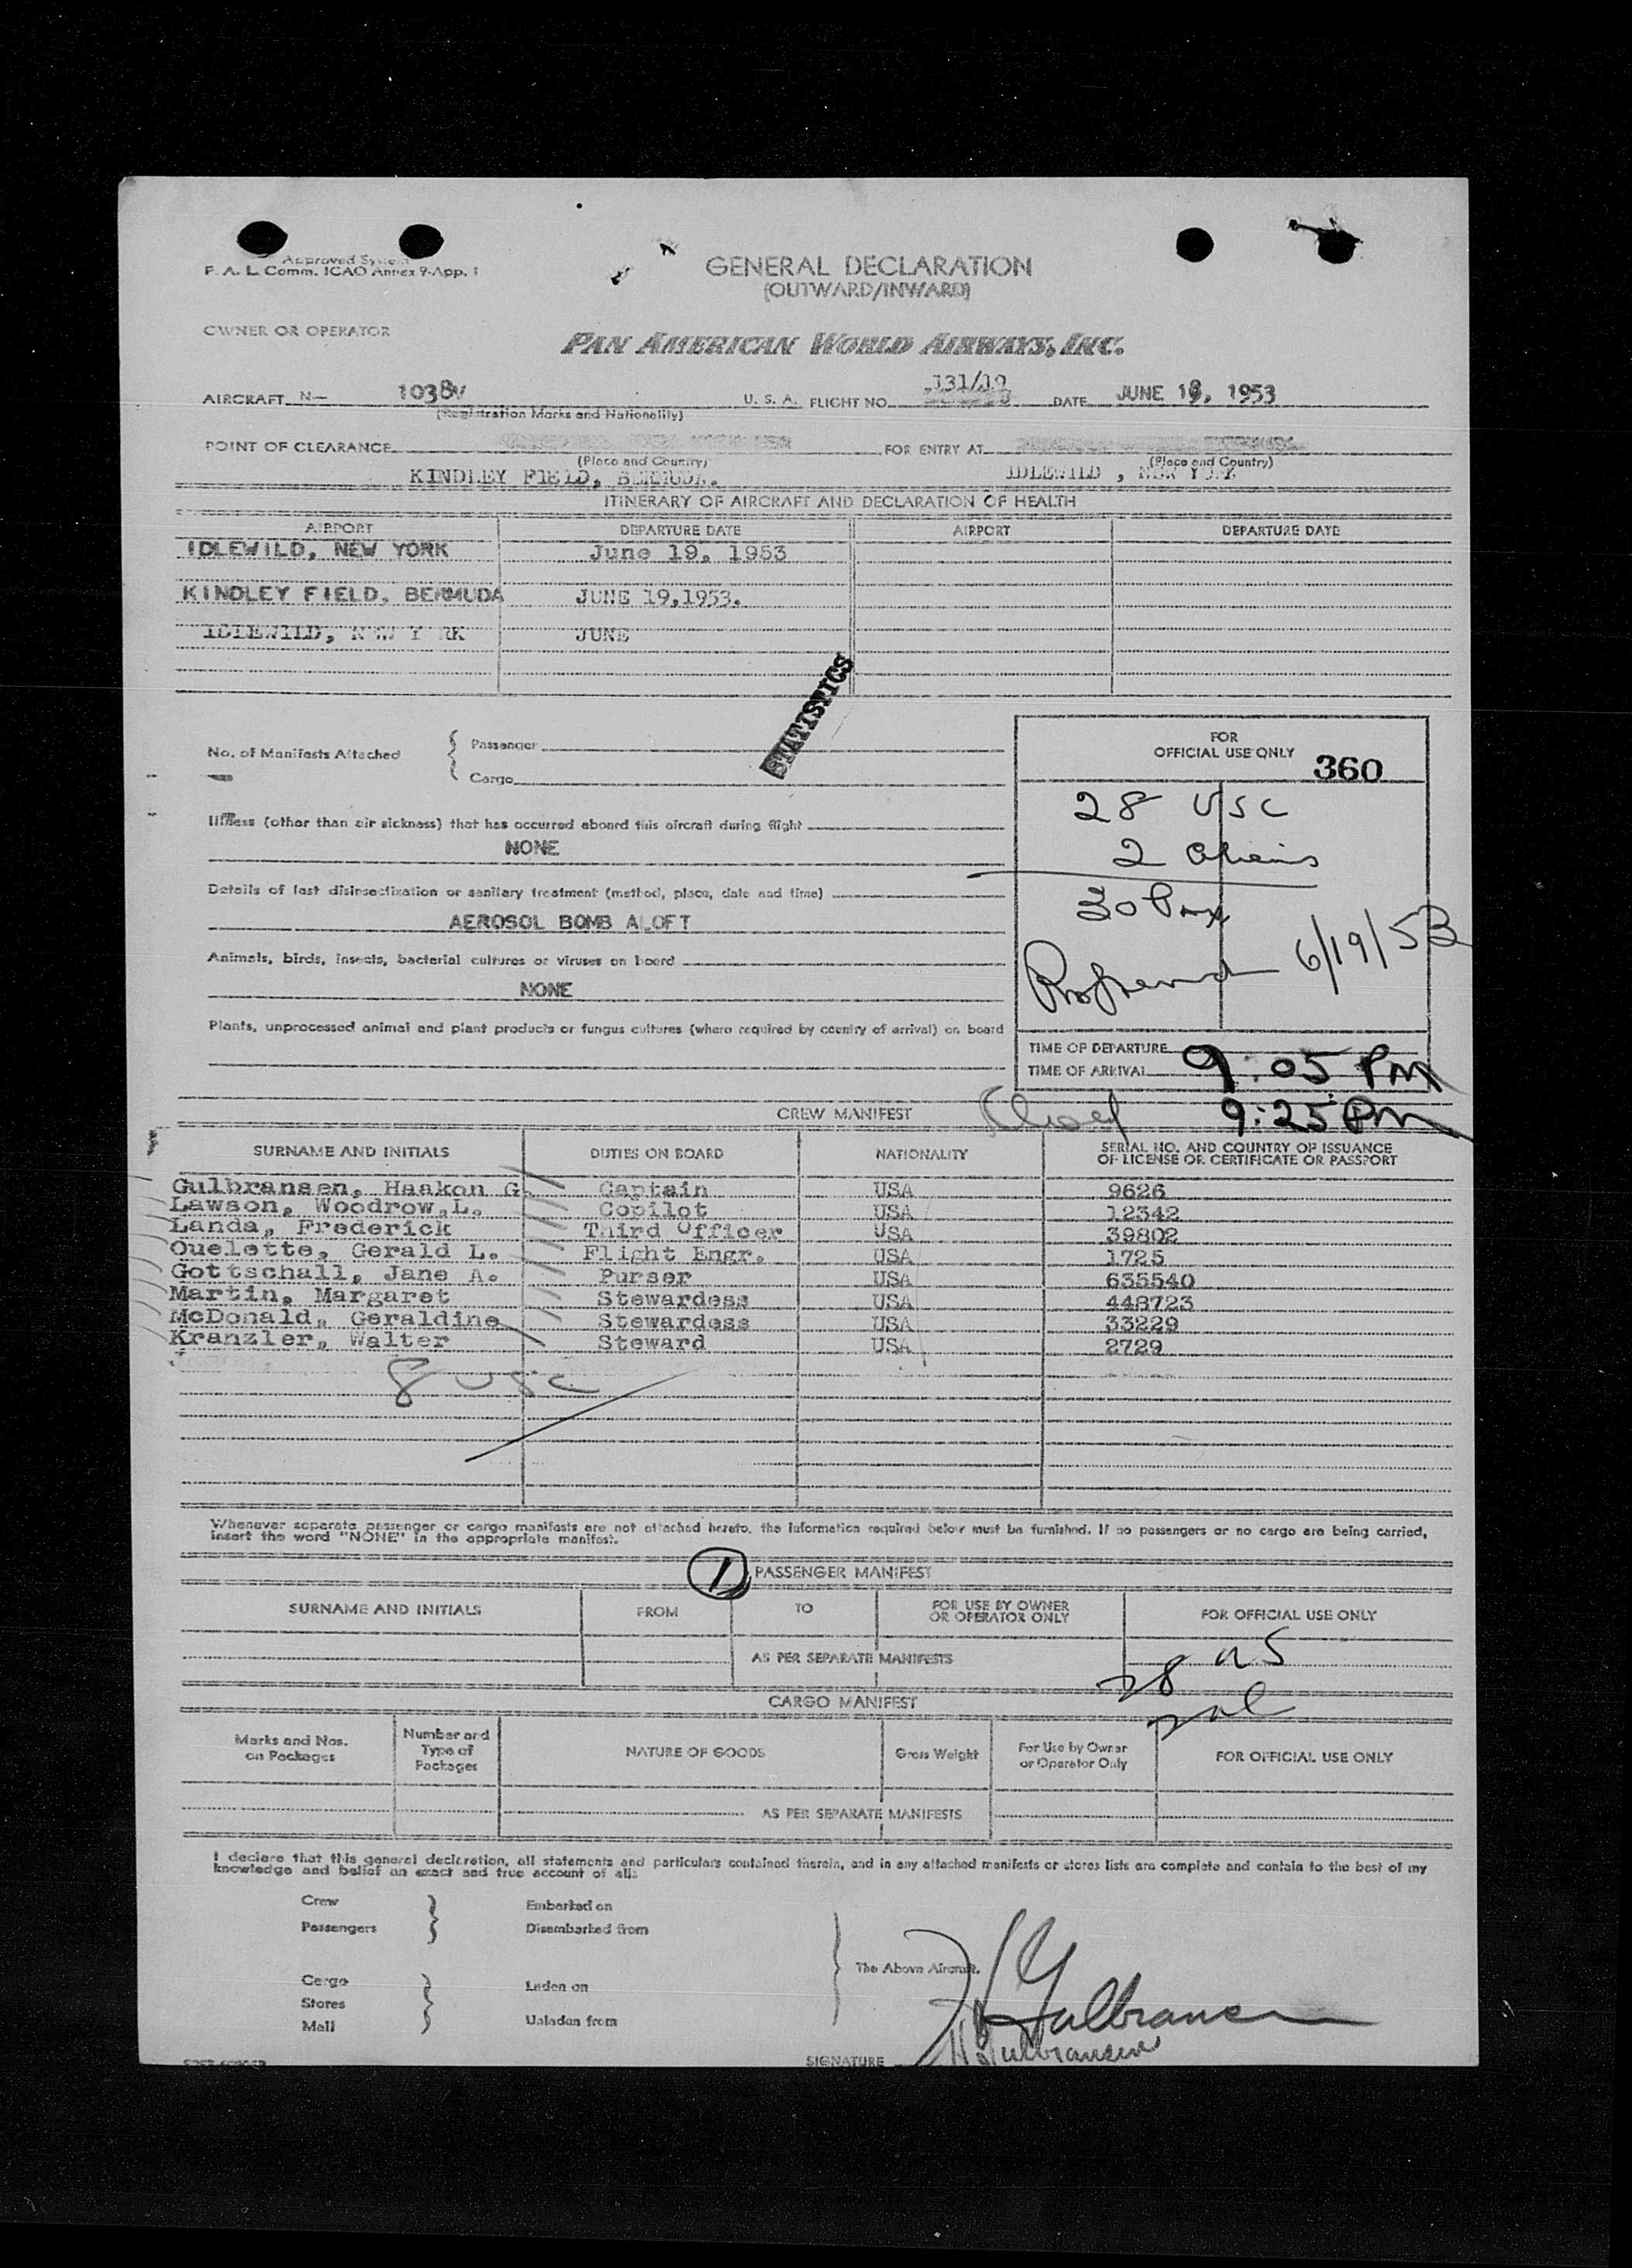 Approved System
F. A. L. Comm. ICAO Annex 9-App. 1
GENERAL DECLARATION
(OUTWARD/INWARD)
OWNER OR OPERATOR
PAN AMERICAN WORLD AIRWAYS, INC.
AIRCRAFT N— 1038V U. S. A. FLIGHT NO. 131/19 DATE JUNE 19, 1953
(Registration Marks and Nationality)
POINT OF CLEARANCE FOR ENTRY AT
(Place and Country) (Place and Country)
KINDLEY FIELD, BERMUDA. IDLEWILD , NEW YORK
ITINERARY OF AIRCRAFT AND DECLARATION OF HEALTH
AIRPORT DEPARTURE DATE AIRPORT DEPARTURE DATE
IDLEWILD, NEW YORK June 19, 1953
KINDLEY FIELD, BERMUDA JUNE 19,1953.
IDLEWILD, NEW Y RK JUNE
STATISTICS
No. of Manifests Attached Passenger
Cargo
FOR
OFFICIAL USE ONLY 360
28 USC
2 Aliens
30 Pax
6/19/53
Illness (other than air sickness) that has occurred aboard this aircraft during flight
NONE
Details of last disinsectization or sanitary treatment (method, place, date and time)
AEROSOL BOMB ALOFT
Animals, birds, insects, bacterial cultures or viruses on board
NONE
Plants, unprocessed animal and plant products or fungus cultures (where required by country of arrival) on board
TIME OF DEPARTURE 9:05 PM
TIME OF ARRIVAL
9:25 PM
CREW MANIFEST
SURNAME AND INITIALS DUTIES ON BOARD NATIONALITY SERIAL NO. AND COUNTRY OF ISSUANCE
OF LICENSE OR CERTIFICATE OR PASSPORT
Gulbransen, Haakon G. Captain USA 9626
Lawson, Woodrow.L. Copilot USA 12342
Landa, Frederick Third Officer USA 39802
Ouelette, Gerald L. Flight Engr. USA 1725
Gottschall, Jane A. Purser USA 635540
Martin, Margaret Stewardess USA 448723
McDonald, Geraldine Stewardess USA 33229
Kranzler, Walter Steward USA 2729
8 USC
Whenever separate passenger or cargo manifests are not attached hereto, the information required below must be furnished. If no passengers or no cargo are being carried,
insert the word "NONE" in the appropriate manifest.
1 PASSENGER MANIFEST
SURNAME AND INITIALS FROM TO FOR USE BY OWNER
OR OPERATOR ONLY FOR OFFICIAL USE ONLY
AS PER SEPARATE MANIFESTS
28 US
CARGO MANIFEST
Marks and Nos.
on Packages Number and
Type of
Packages NATURE OF GOODS Gross Weight For Use by Owner
or Operator Only FOR OFFICIAL USE ONLY
AS PER SEPARATE MANIFESTS
I declare that this general declaration, all statements and particulars contained therein, and in any attached manifests or stores lists are complete and contain to the best of my
knowledge and belief an exact and true account of all:
Crew Embarked on
Passengers Disembarked from
The Above Aircraft.
Cargo Laden on
Stores
Mail Unladen from
HGulbransen
HGulbransen
SIGNATURE